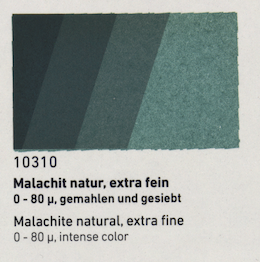 10310
Malachit natur, extra fein
0 - 80 µ, gemahlen und gesiebt
Malachite natural, extra fine
0 - 80 µ, intense color